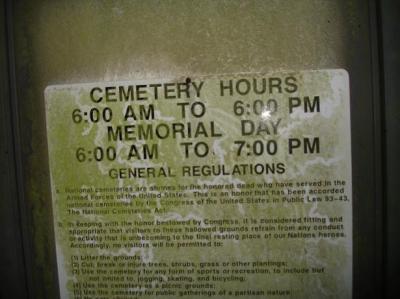 CEMETERY HOURS
6:00 AM TO 6:00 PM
MEMORIAL DAY
6:00 AM TO 7:00 PM
GENERAL REGULATIONS
a. National cemeteries are shrines for the honored dead who have served in the
Armed Forces of the United States. This is an honor that has been accorded
national cemeteries by the Congress of the United States in Public Law 93-43,
The National Cemeteries Act.
b. In keeping with the honor bestowed by Congress, it is considered fitting and
appropriate that visitors to these hallowed grounds refrain from any conduct
or activity that is unbecoming to the final resting place of our Nations heroes.
Accordingly, no visitors will be permitted to:
(1) Litter the grounds;
(2) Cut, break or injure trees, shrubs, grass or other plantings;
(3) Use the cemetery for any form of sports or recreation, to include but
not limited to, jogging, skating, and bicycling;
(4) Use the cemetery as a picnic grounds;
(5) Use the cemetery for public gatherings of a partisan nature;